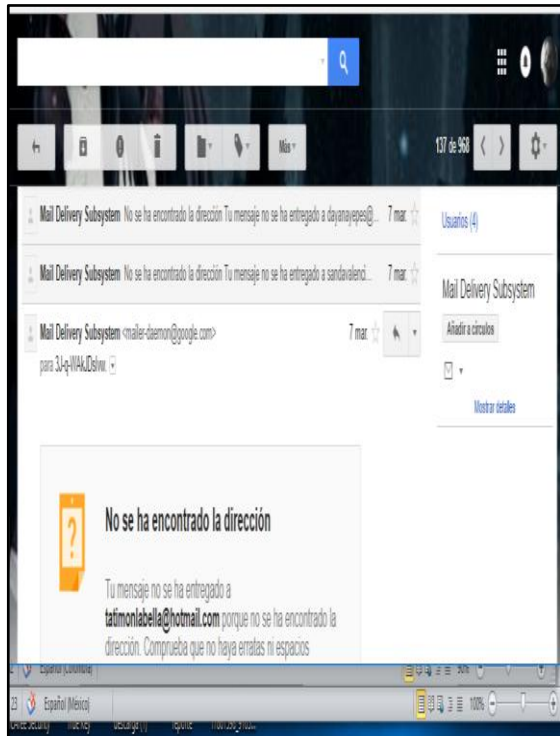 Más
137 de 968
Mail Delivery Subsystem No se ha encontrado la dirección Tu mensaje no se ha entregado a dayanayepes@... 7 mar.
Mail Delivery Subsystem No se ha encontrado la dirección Tu mensaje no se ha entregado a sandavalenci... 7 mar.
Mail Delivery Subsystem <mailer-daemon@google.com> 7 mar.
para
No se ha encontrado la dirección
Tu mensaje no se ha entregado a
tatimonlabella@hotmail.com porque no se ha encontrado la
dirección. Comprueba que no haya erratas ni espacios
Usuarios (4)
Mail Delivery Subsystem
Añadir a círculos
Mostrar detalles
Español (Colombia) 90%
23 Español (México) 100%